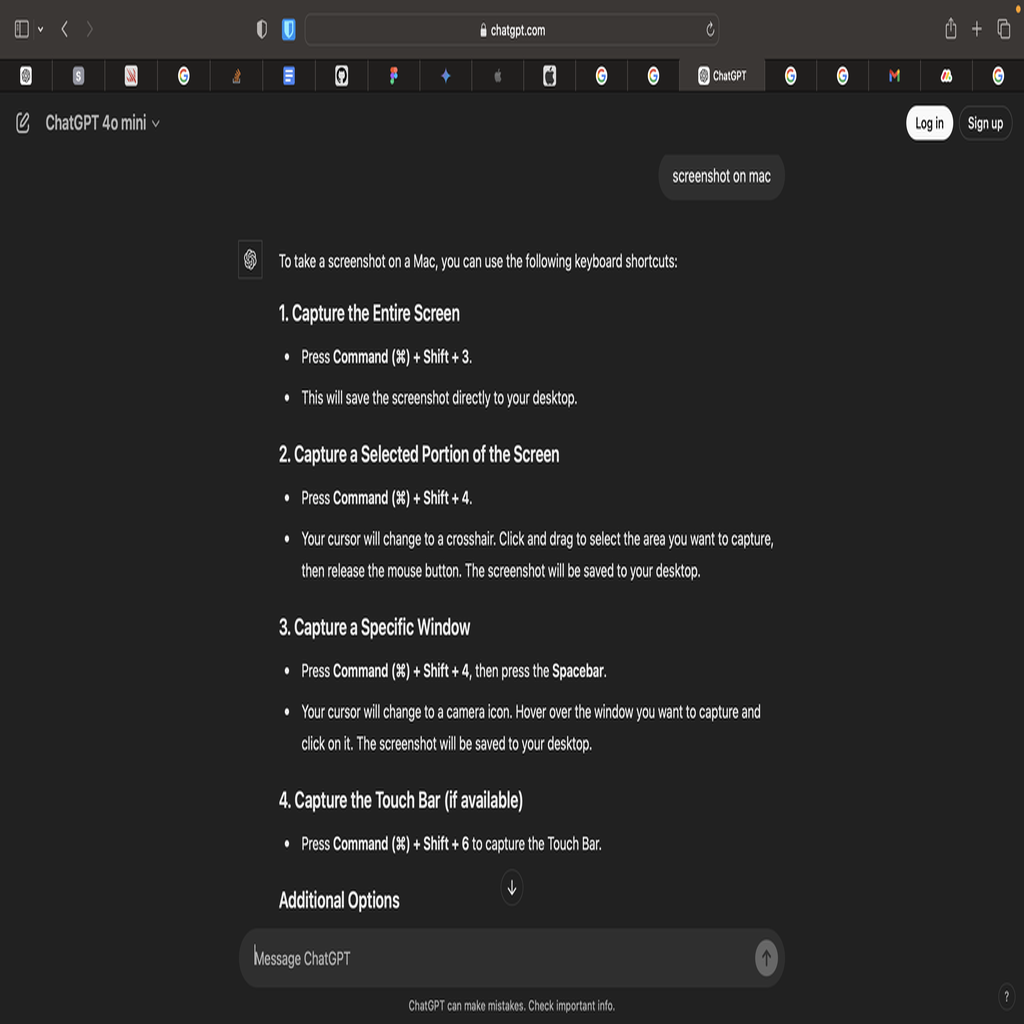 chatgpt.com
S
ChatGPT
ChatGPT 4o mini
Log in
Sign up
screenshot on mac
To take a screenshot on a Mac, you can use the following keyboard shortcuts:
1. Capture the Entire Screen
• Press Command (⌘) + Shift + 3.
• This will save the screenshot directly to your desktop.
2. Capture a Selected Portion of the Screen
• Press Command (⌘) + Shift + 4.
• Your cursor will change to a crosshair. Click and drag to select the area you want to capture,
then release the mouse button. The screenshot will be saved to your desktop.
3. Capture a Specific Window
• Press Command (⌘) + Shift + 4, then press the Spacebar.
• Your cursor will change to a camera icon. Hover over the window you want to capture and
click on it. The screenshot will be saved to your desktop.
4. Capture the Touch Bar (if available)
• Press Command (⌘) + Shift + 6 to capture the Touch Bar.
Additional Options
Message ChatGPT
ChatGPT can make mistakes. Check important info.
?